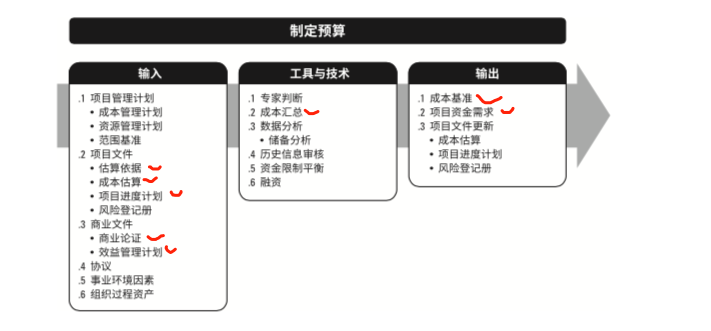 制定预算
输入
.1 项目管理计划
• 成本管理计划
• 资源管理计划
• 范围基准
.2 项目文件
• 估算依据
• 成本估算
• 项目进度计划
• 风险登记册
.3 商业文件
• 商业论证
• 效益管理计划
.4 协议
.5 事业环境因素
.6 组织过程资产
工具与技术
.1 专家判断
.2 成本汇总
.3 数据分析
• 储备分析
.4 历史信息审核
.5 资金限制平衡
.6 融资
输出
.1 成本基准
.2 项目资金需求
.3 项目文件更新
• 成本估算
• 项目进度计划
• 风险登记册